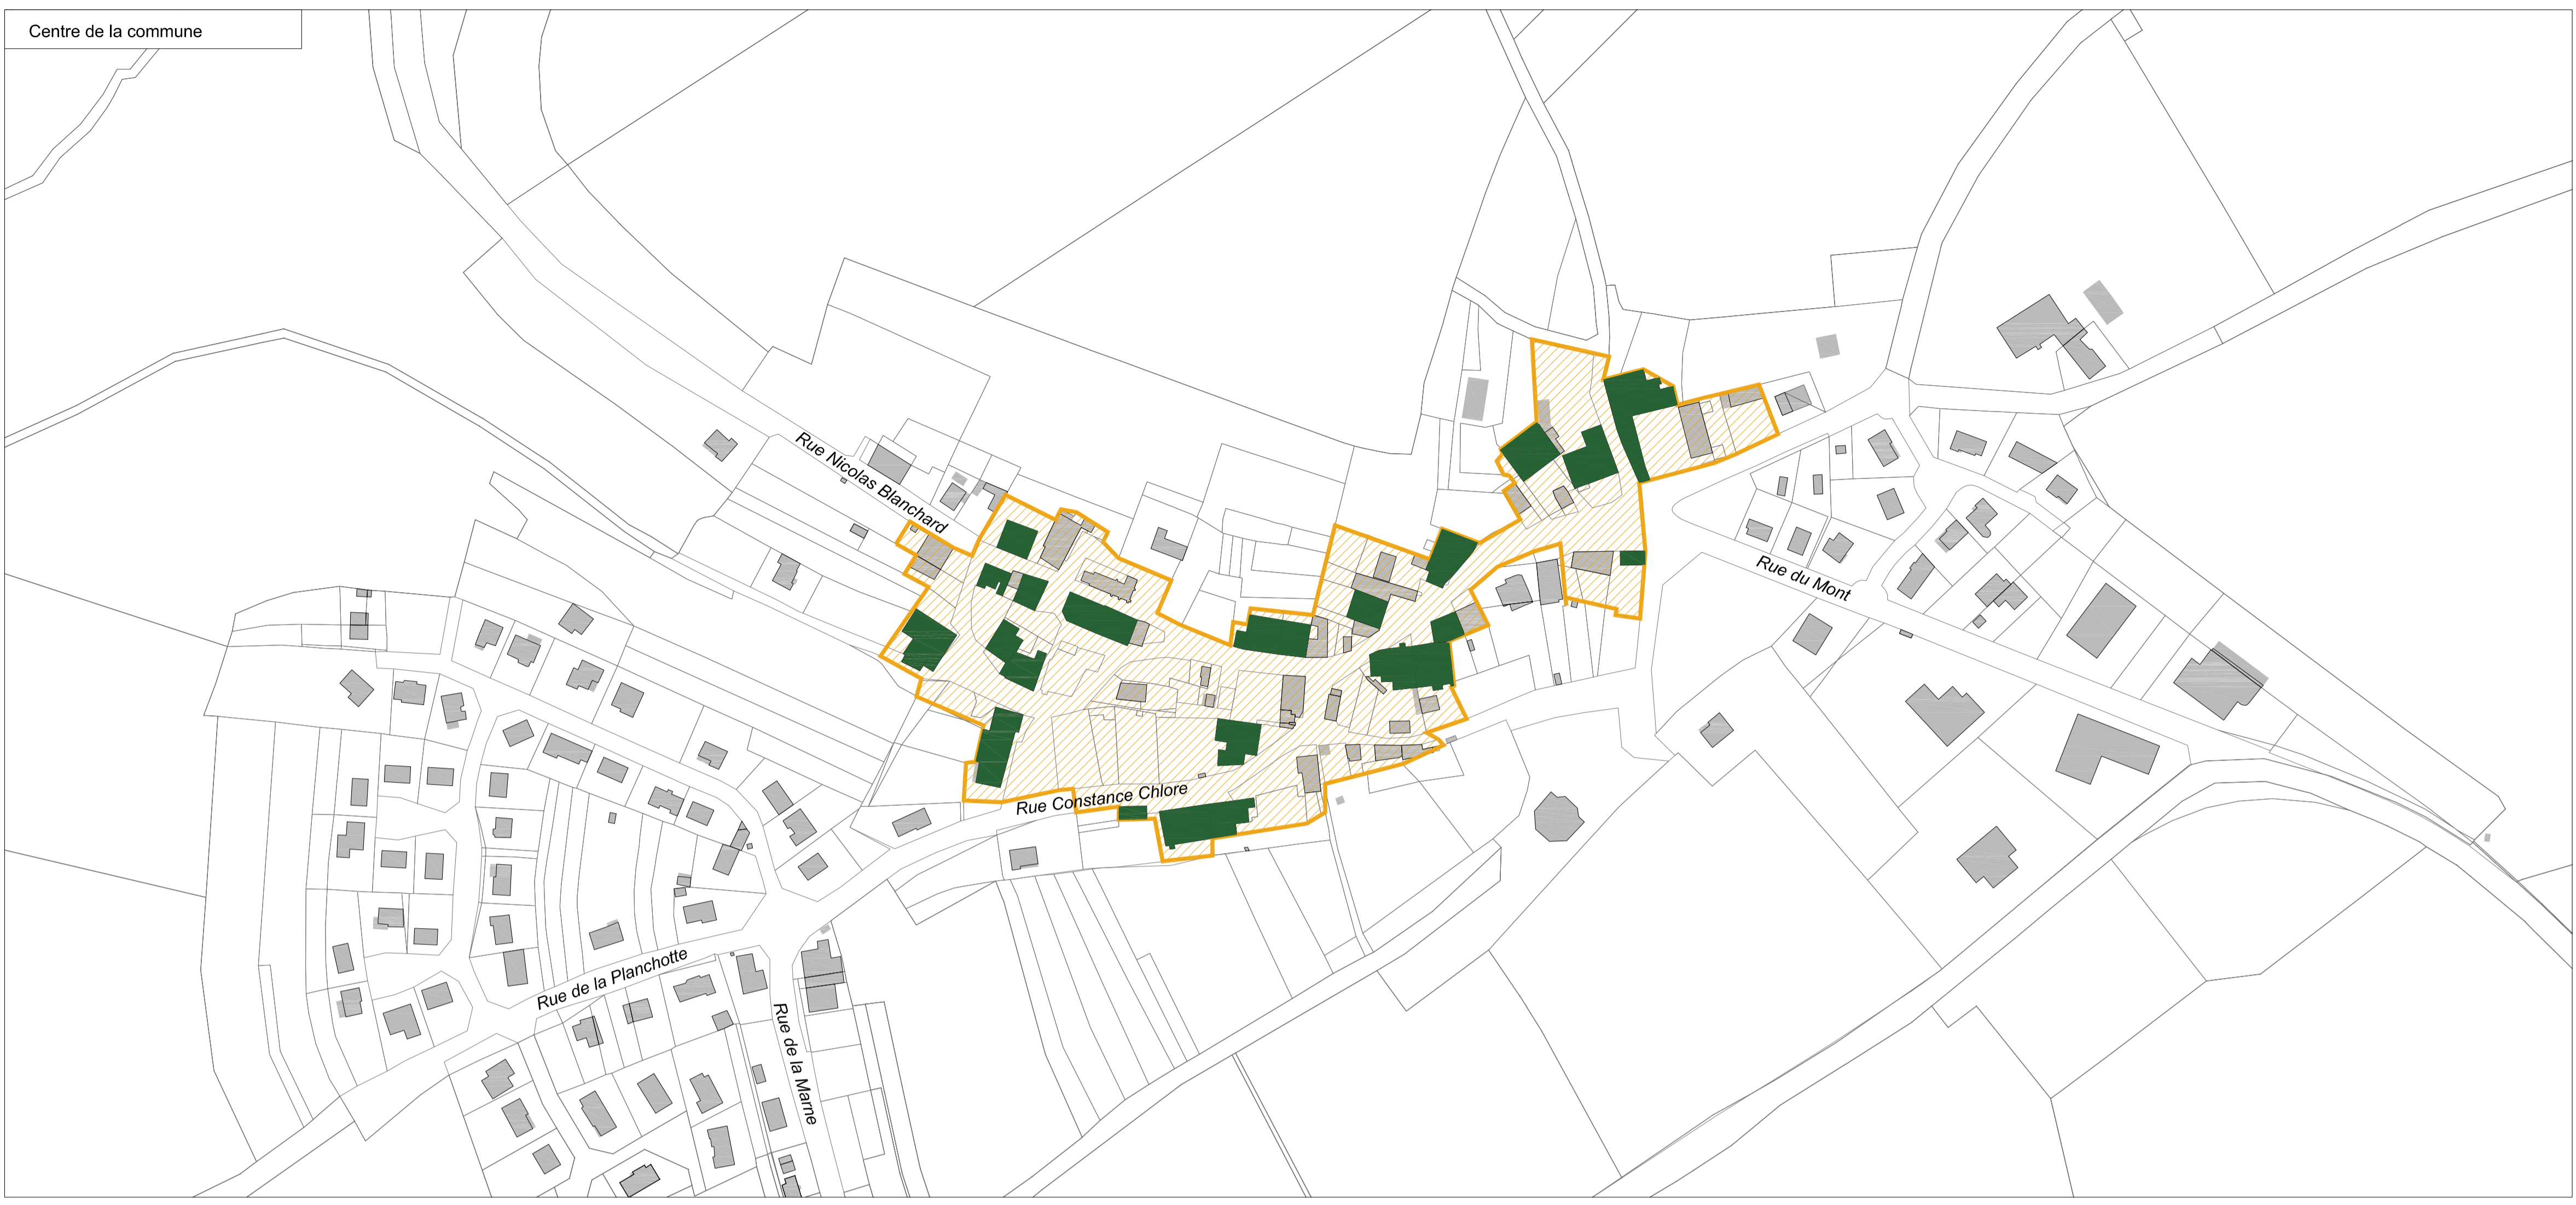 Centre de la commune
Rue Nicolas Blanchard
Rue du Mont
Rue Constance Chlore
Rue de la Planchotte
Rue de la Marne